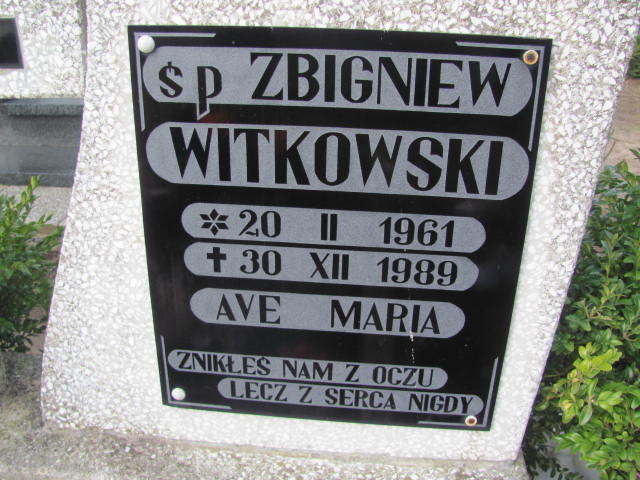 Śp ZBIGNIEW
WITKOWSKI
* 20 II 1961
✝ 30 XII 1989
AVE MARIA
ZNIKŁEŚ NAM Z OCZU
LECZ Z SERCA NIGDY